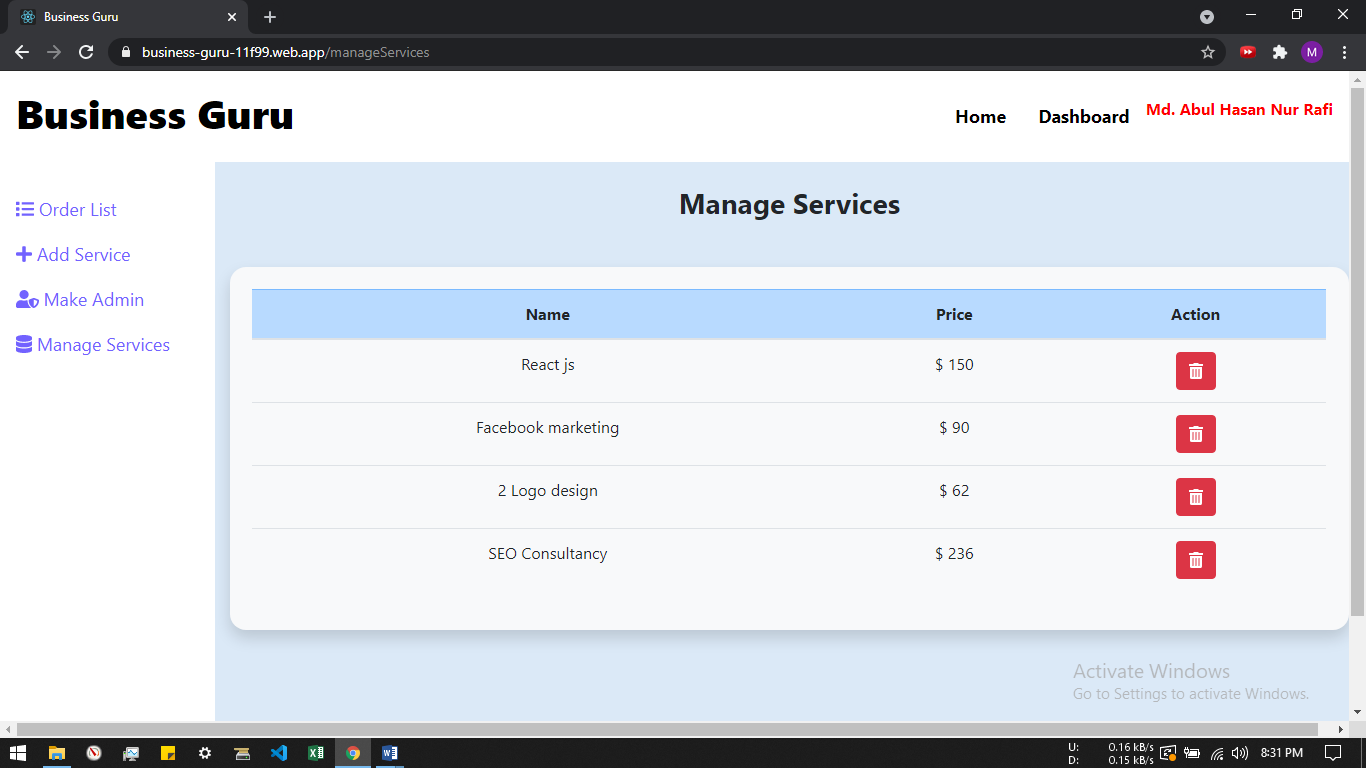 Business Guru
business-guru-11f99.web.app/manageServices
M
Business Guru
Home Dashboard Md. Abul Hasan Nur Rafi
Order List
Add Service
Make Admin
Manage Services
Manage Services
Name Price Action
React js $ 150
Facebook marketing $ 90
2 Logo design $ 62
SEO Consultancy $ 236
Activate Windows
Go to Settings to activate Windows.
U: 0.16 kB/s
D: 0.15 kB/s
8:31 PM